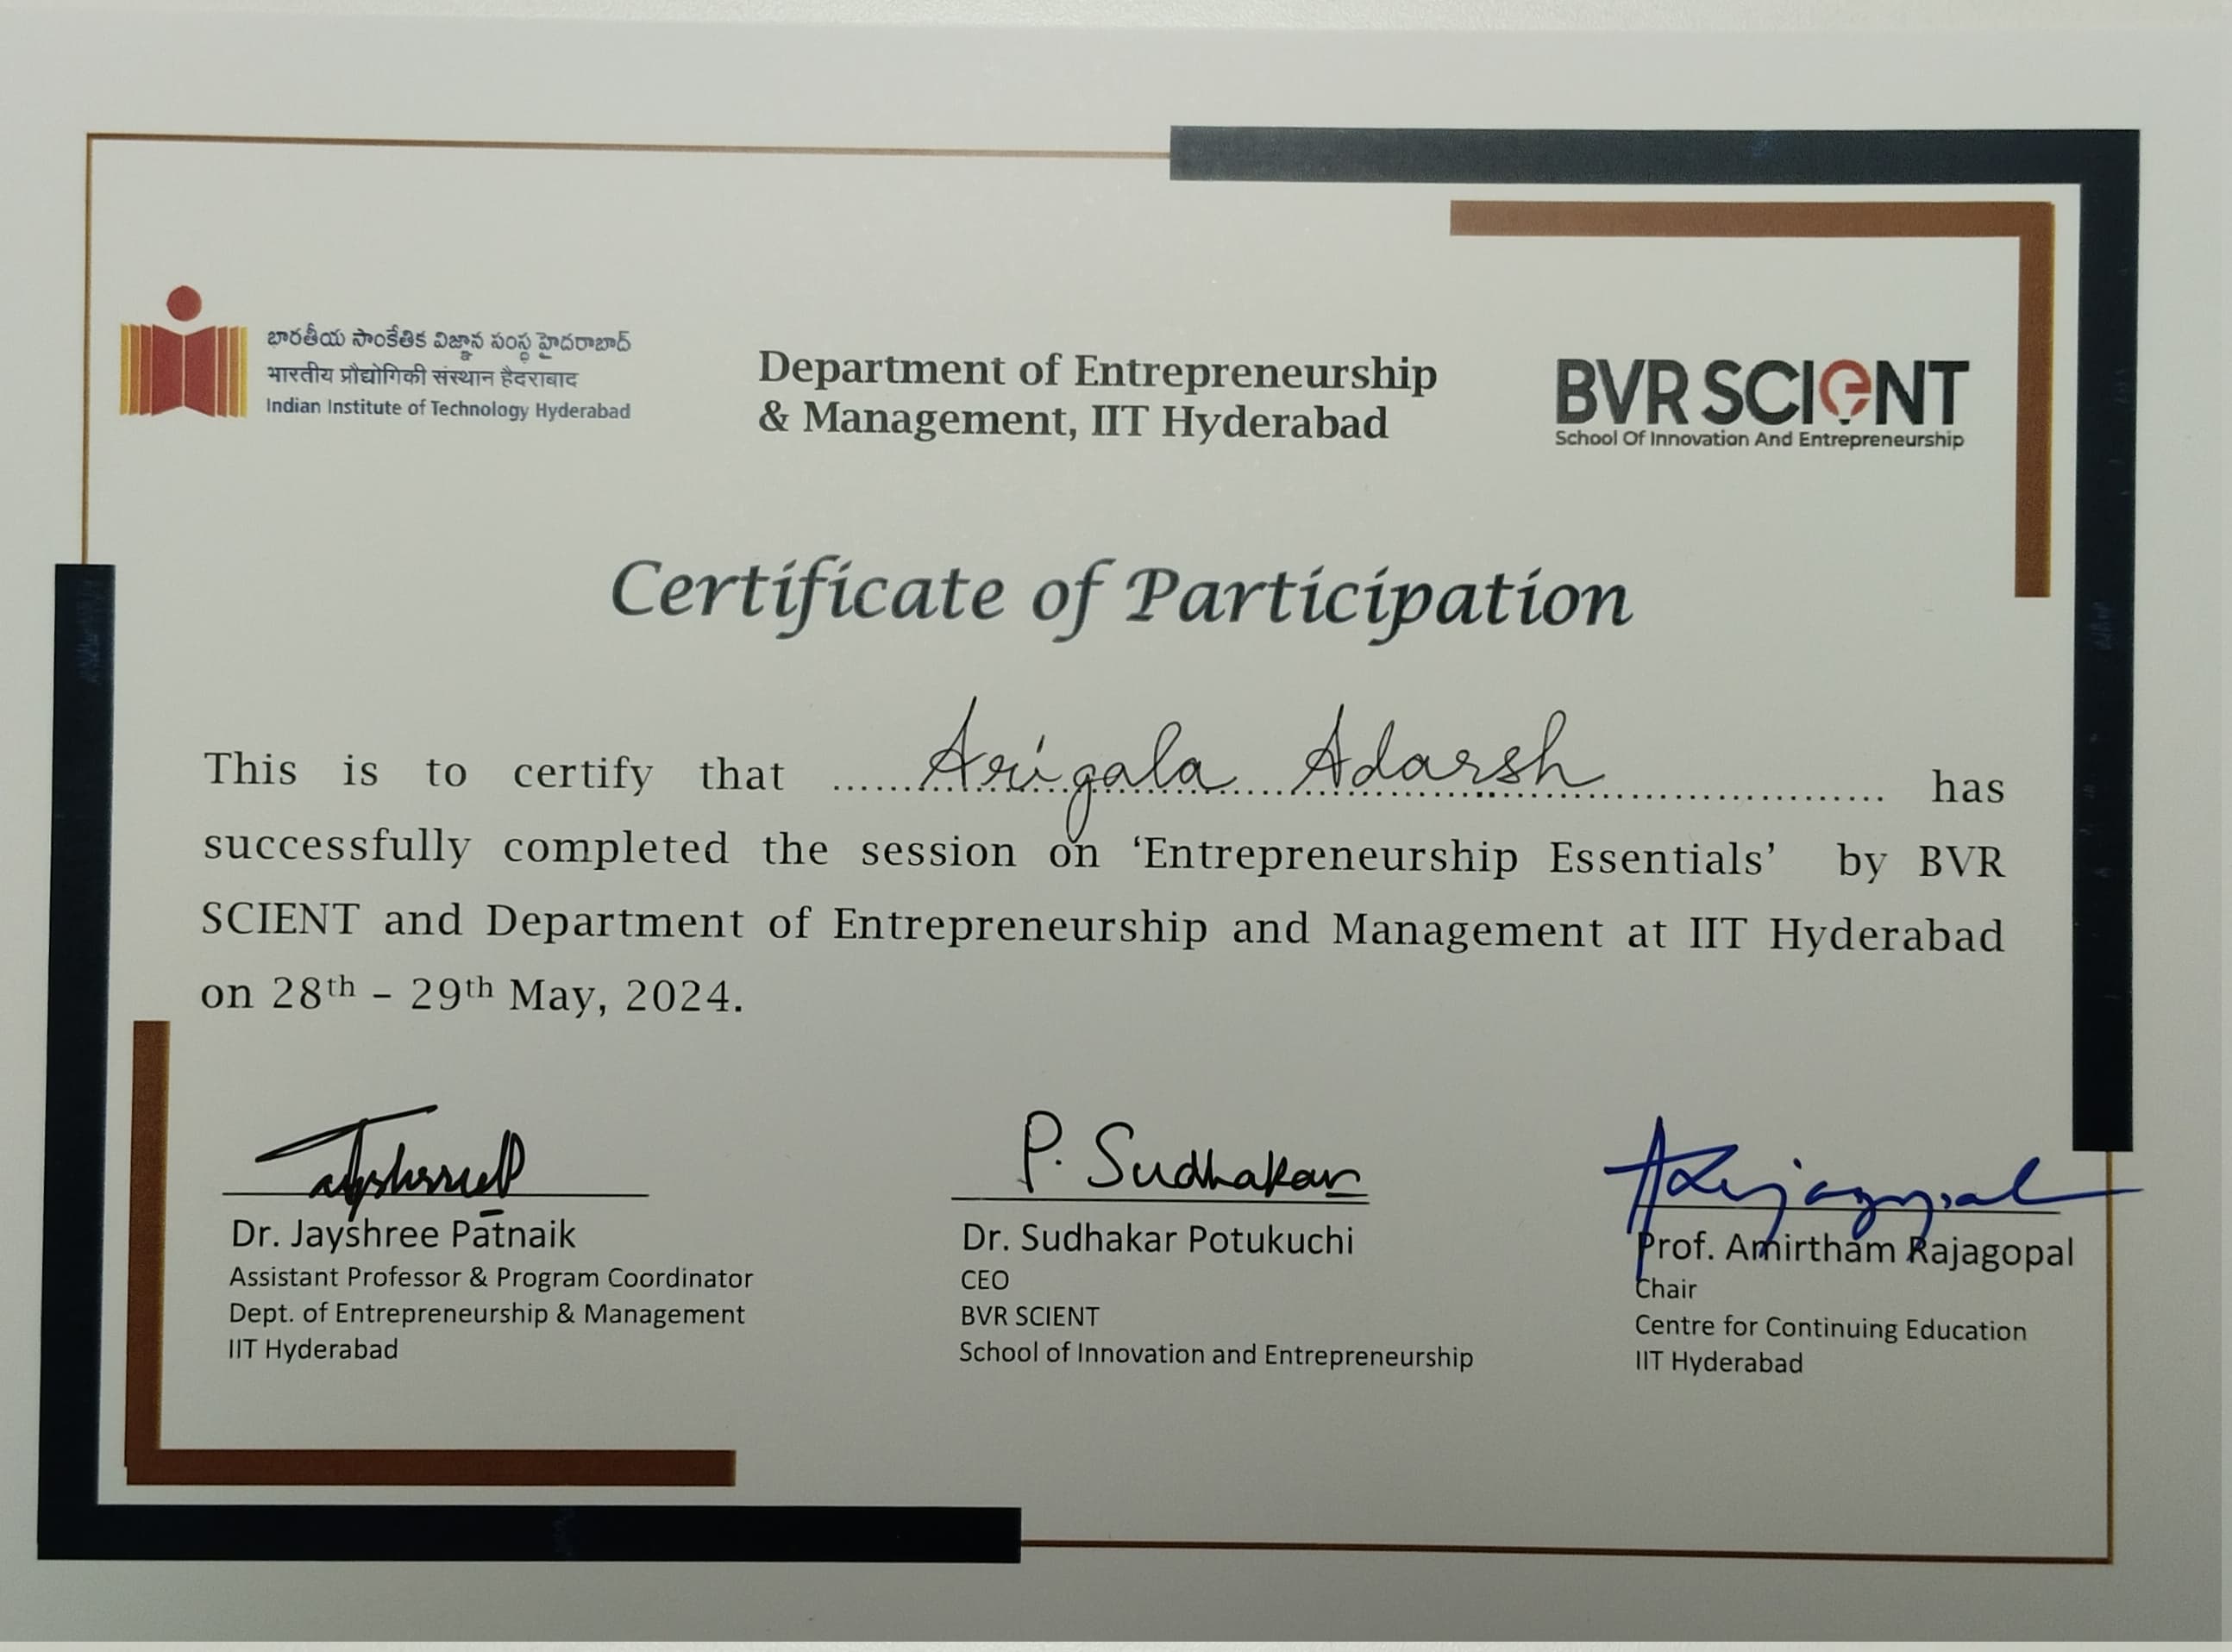 భారతీయ సాంకేతిక విజ్ఞాన సంస్థ హైదరాబాద్
भारतीय प्रौद्योगिकी संस्थान हैदराबाद
Indian Institute of Technology Hyderabad
Department of Entrepreneurship
& Management, IIT Hyderabad
BVR SCIENT
School Of Innovation And Entrepreneurship
Certificate of Participation
This is to certify that ......Arigala Adarsh...... has
successfully completed the session on ‘Entrepreneurship Essentials’ by BVR
SCIENT and Department of Entrepreneurship and Management at IIT Hyderabad
on 28th – 29th May, 2024.
Jayshree
Dr. Jayshree Patnaik
Assistant Professor & Program Coordinator
Dept. of Entrepreneurship & Management
IIT Hyderabad
P. Sudhakar
Dr. Sudhakar Potukuchi
CEO
BVR SCIENT
School of Innovation and Entrepreneurship
A Rajagopal
Prof. Amirtham Rajagopal
Chair
Centre for Continuing Education
IIT Hyderabad